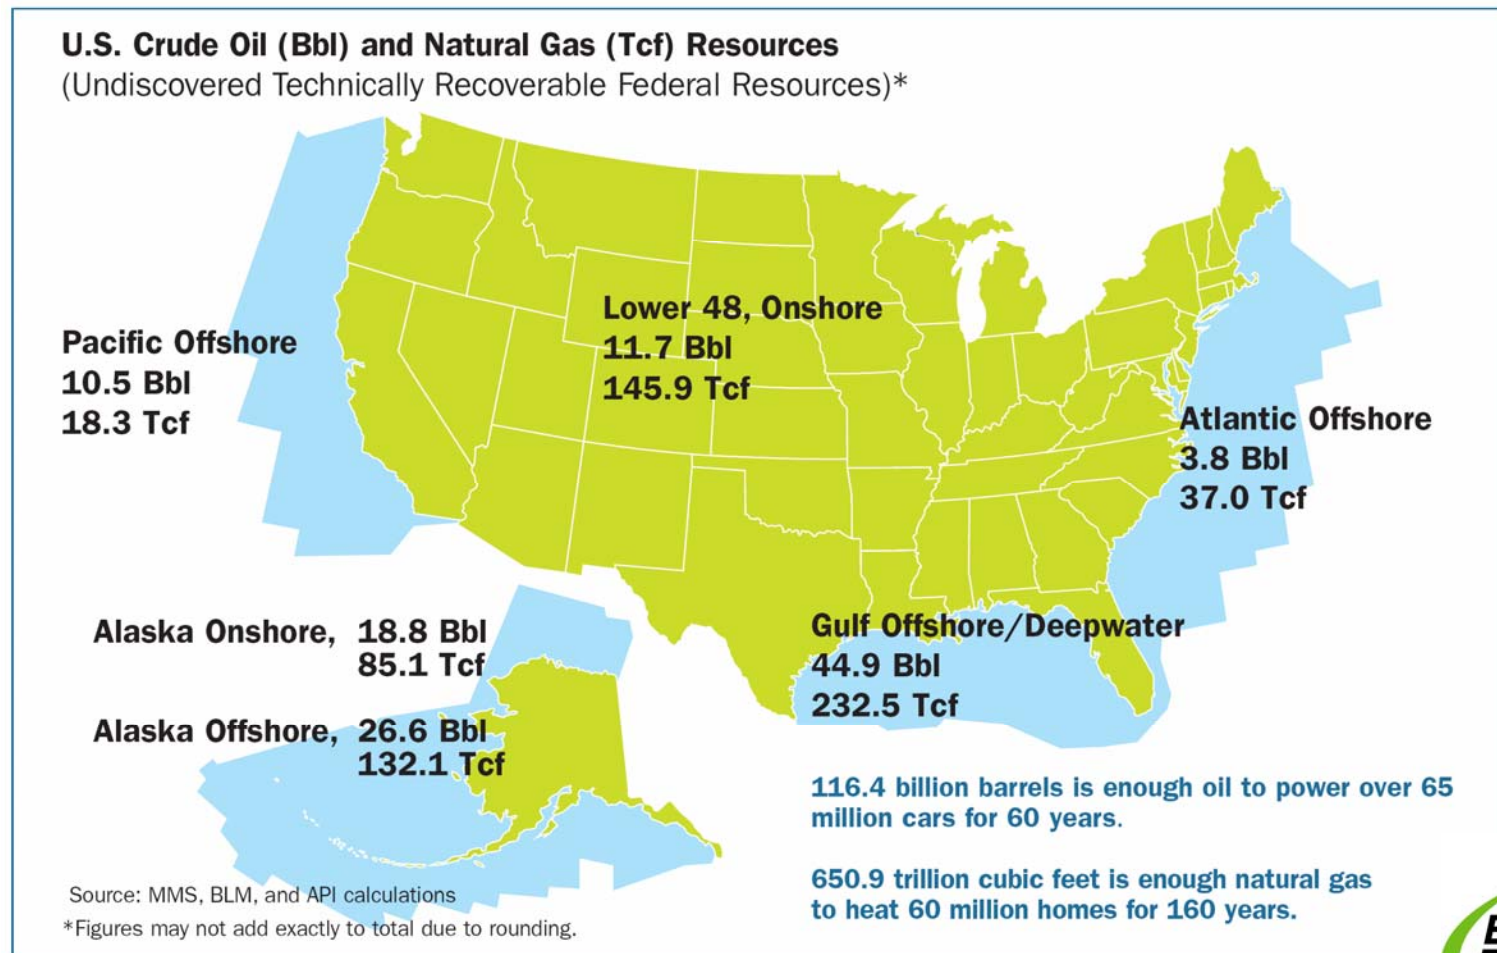 U.S. Crude Oil (Bbl) and Natural Gas (Tcf) Resources
(Undiscovered Technically Recoverable Federal Resources)*
Lower 48, Onshore
11.7 Bbl
145.9 Tcf
Pacific Offshore
10.5 Bbl
18.3 Tcf
Atlantic Offshore
3.8 Bbl
37.0 Tcf
Alaska Onshore, 18.8 Bbl
85.1 Tcf
Alaska Offshore, 26.6 Bbl
132.1 Tcf
Gulf Offshore/Deepwater
44.9 Bbl
232.5 Tcf
116.4 billion barrels is enough oil to power over 65
million cars for 60 years.
650.9 trillion cubic feet is enough natural gas
to heat 60 million homes for 160 years.
Source: MMS, BLM, and API calculations
*Figures may not add exactly to total due to rounding.